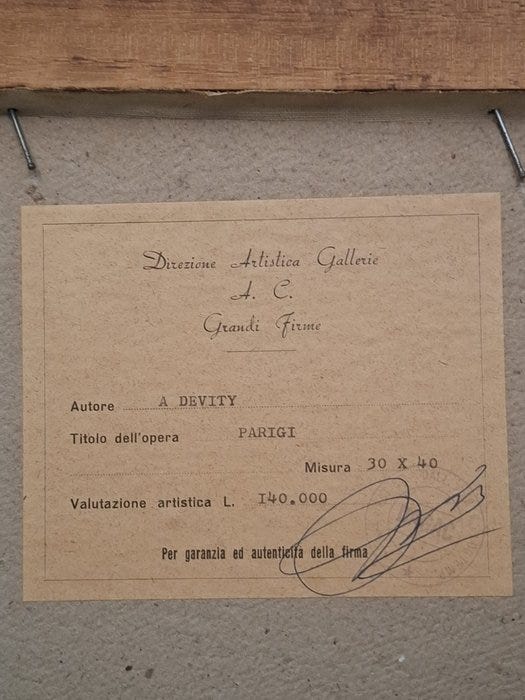 Direzione Artistica Gallerie
A. C.
Grandi Firme
Autore A DEVITY
Titolo dell'opera PARIGI
Misura 30 X 40
Valutazione artistica L. I40.000
Per garanzia ed autenticità della firma